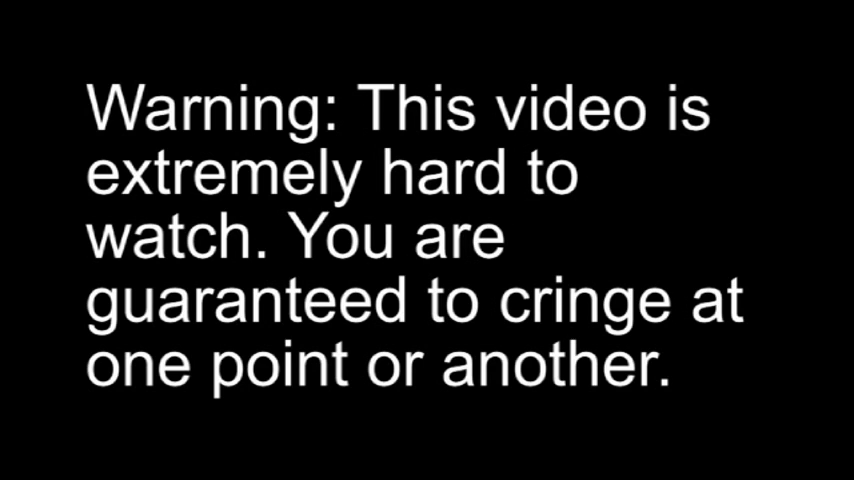 Warning: This video is
extremely hard to
watch. You are
guaranteed to cringe at
one point or another.